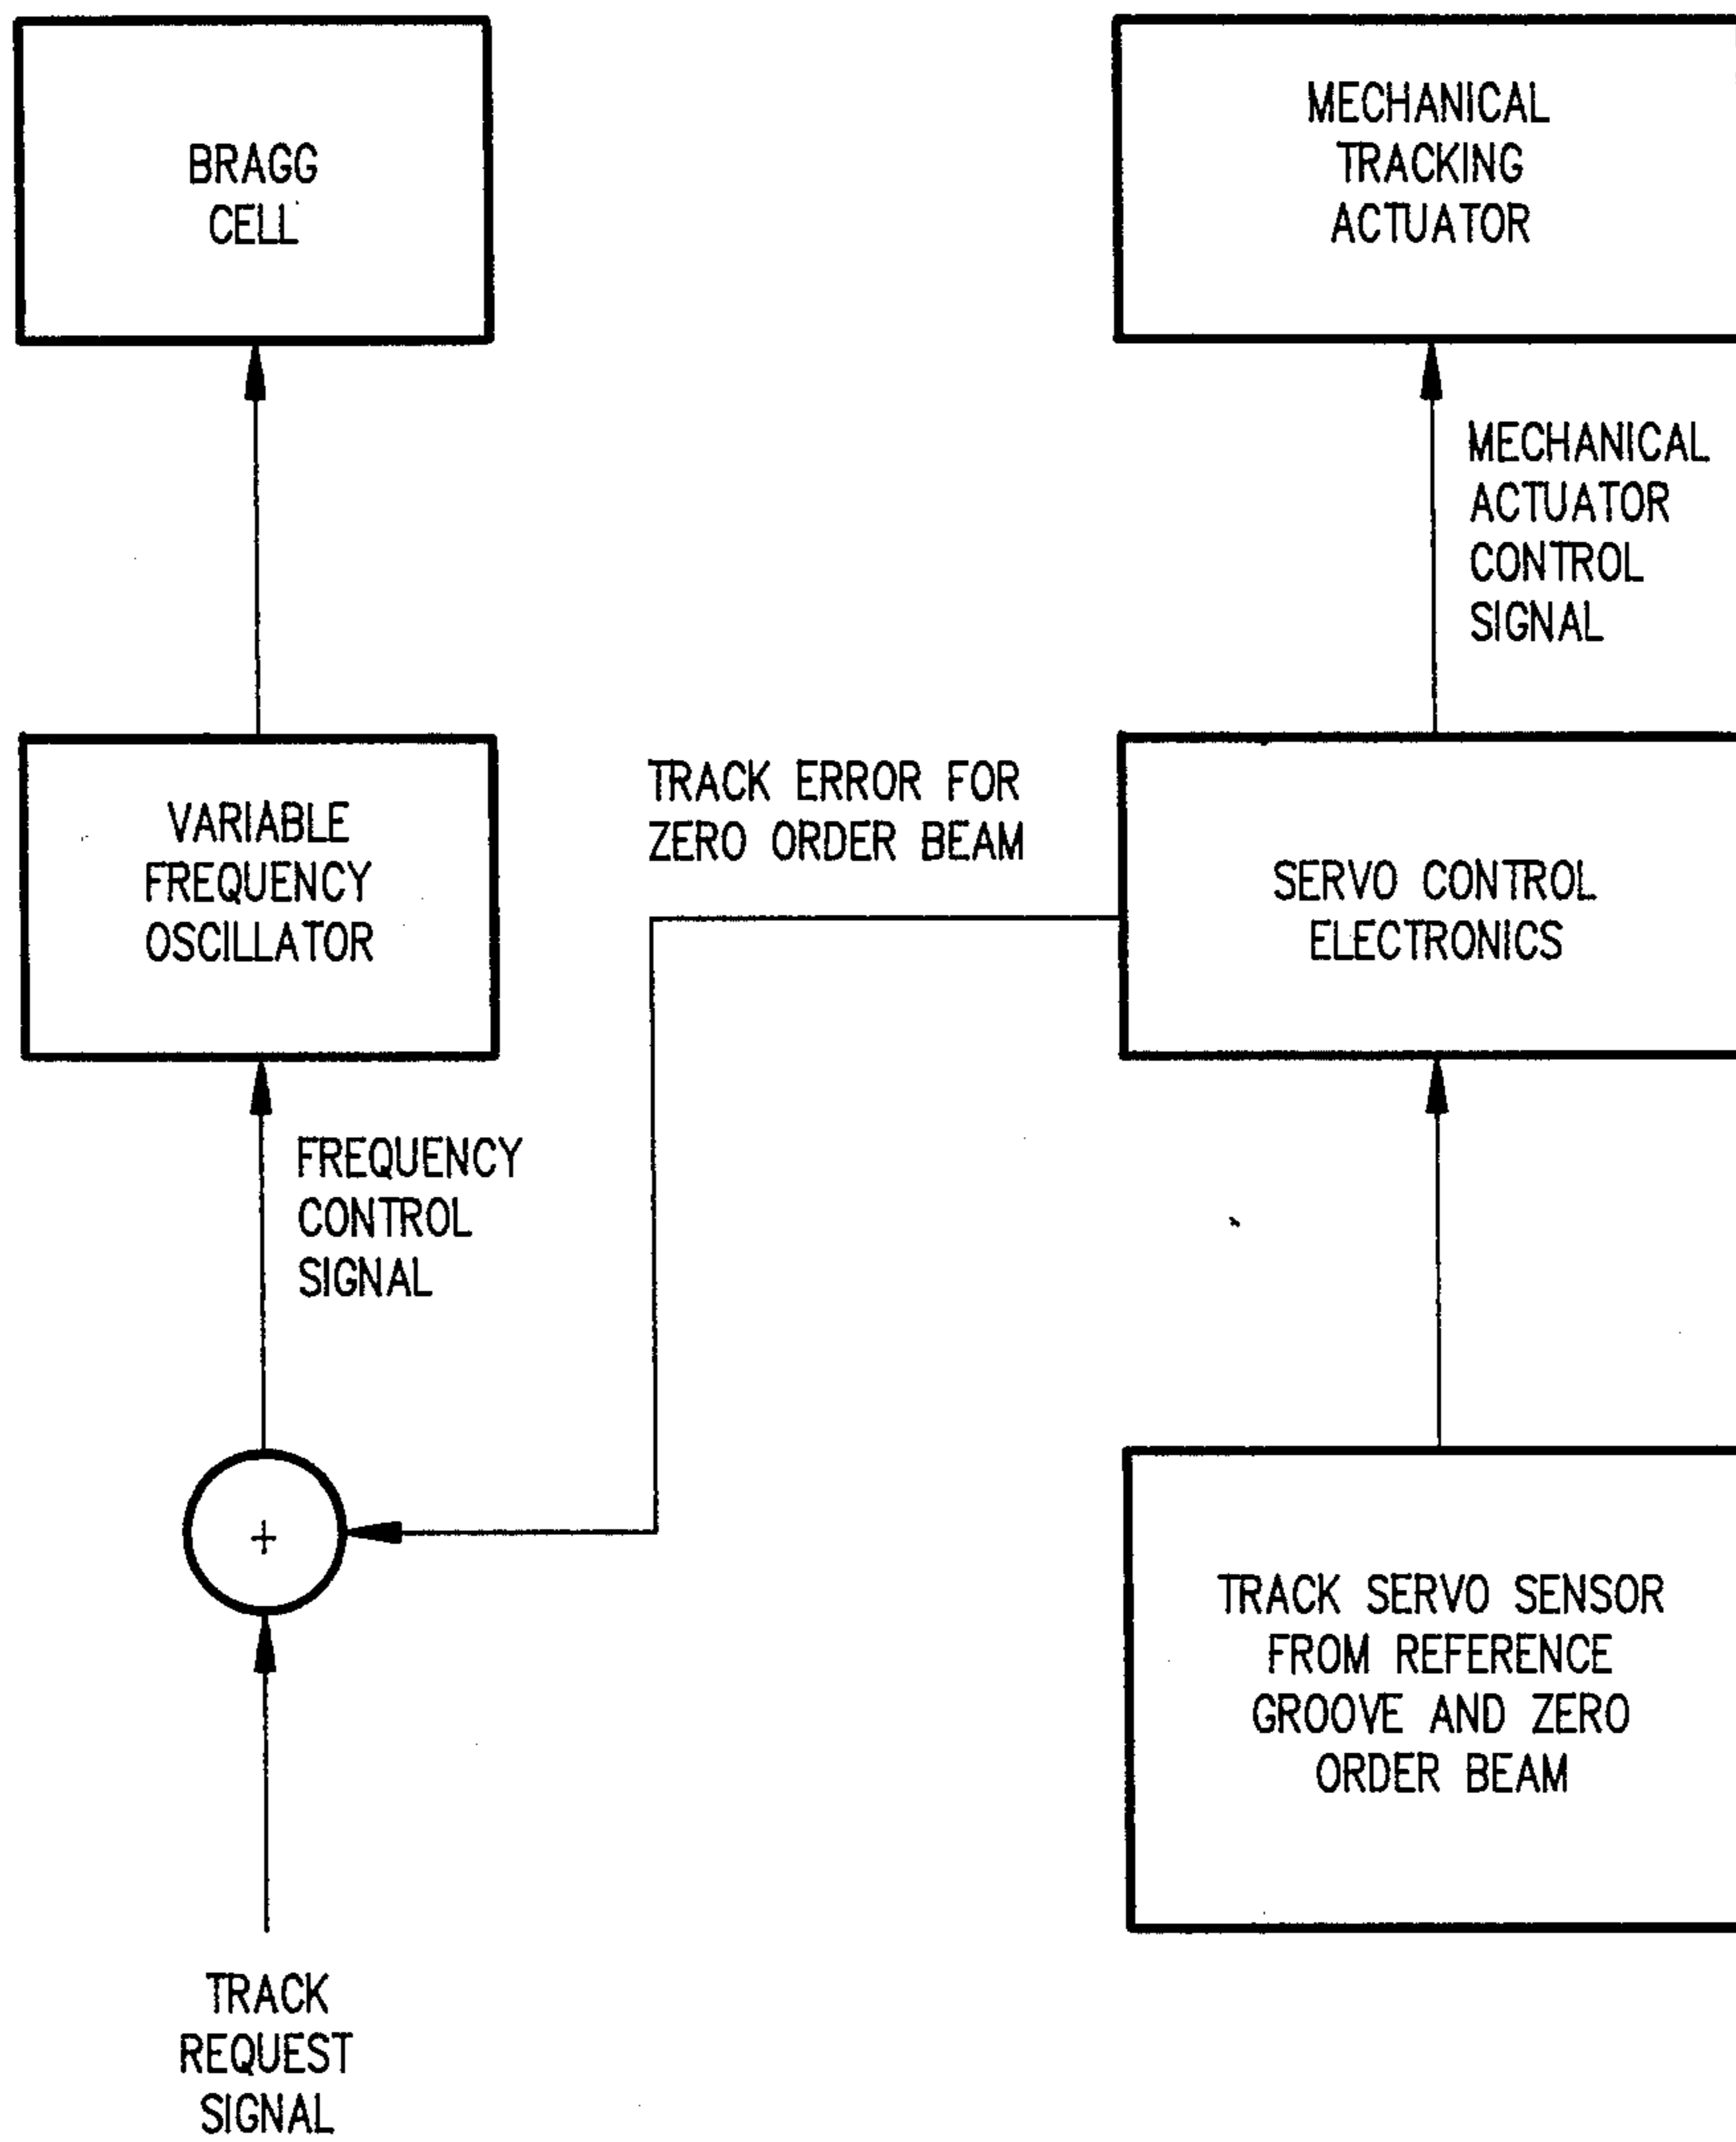 BRAGG
CELL
MECHANICAL
TRACKING
ACTUATOR
MECHANICAL
ACTUATOR
CONTROL
SIGNAL
VARIABLE
FREQUENCY
OSCILLATOR
TRACK ERROR FOR
ZERO ORDER BEAM
SERVO CONTROL
ELECTRONICS
FREQUENCY
CONTROL
SIGNAL
+
TRACK SERVO SENSOR
FROM REFERENCE
GROOVE AND ZERO
ORDER BEAM
TRACK
REQUEST
SIGNAL